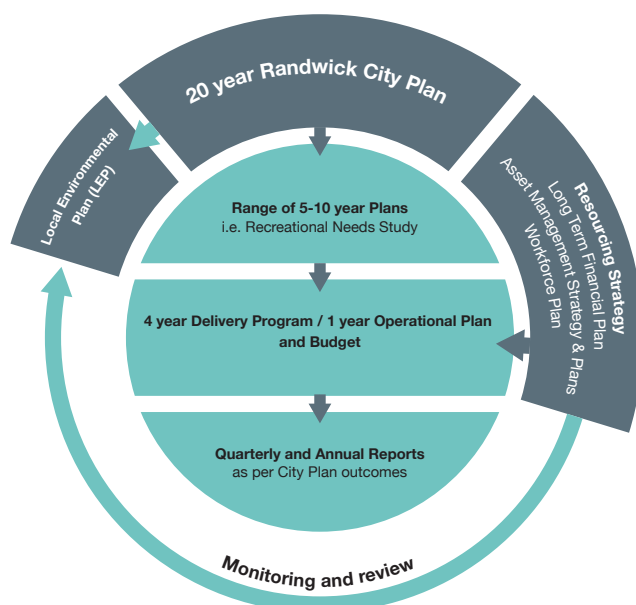 20 year Randwick City Plan
Local Environmental
Plan (LEP)
Range of 5-10 year Plans
i.e. Recreational Needs Study
Resourcing Strategy
Long Term Financial Plan
Asset Management Strategy & Plans
Workforce Plan
4 year Delivery Program / 1 year Operational Plan
and Budget
Quarterly and Annual Reports
as per City Plan outcomes
Monitoring and review